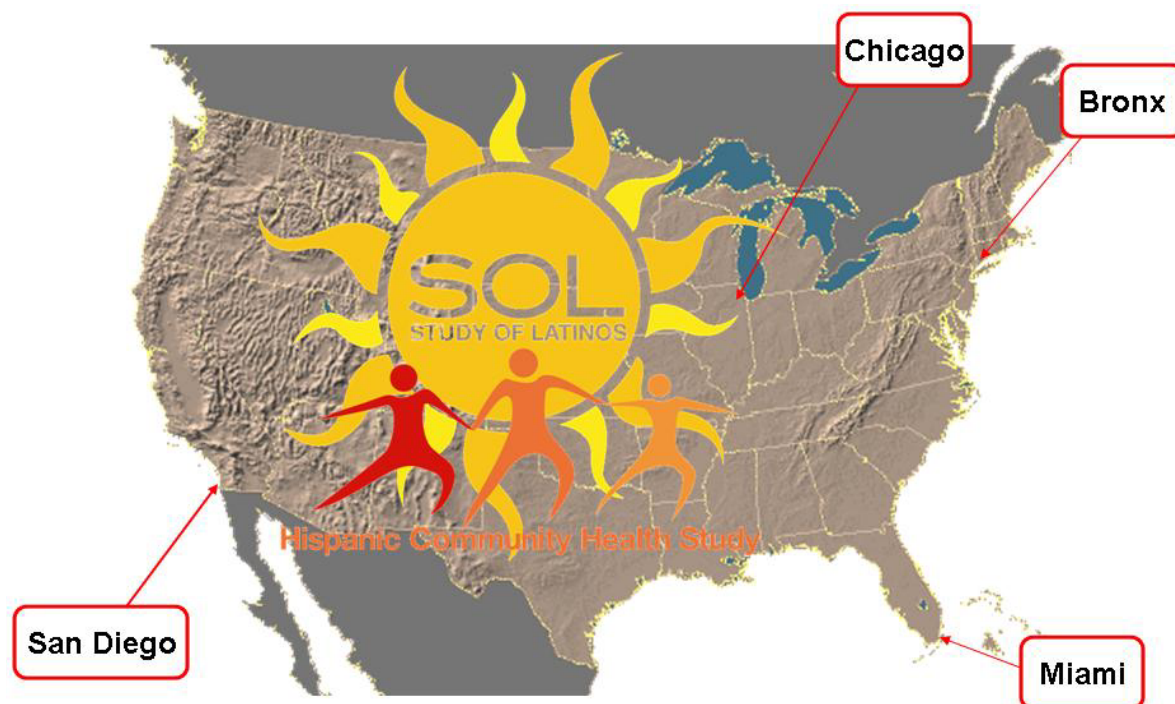 Chicago
Bronx
SOL
STUDY OF LATINOS
Hispanic Community Health Study
San Diego
Miami